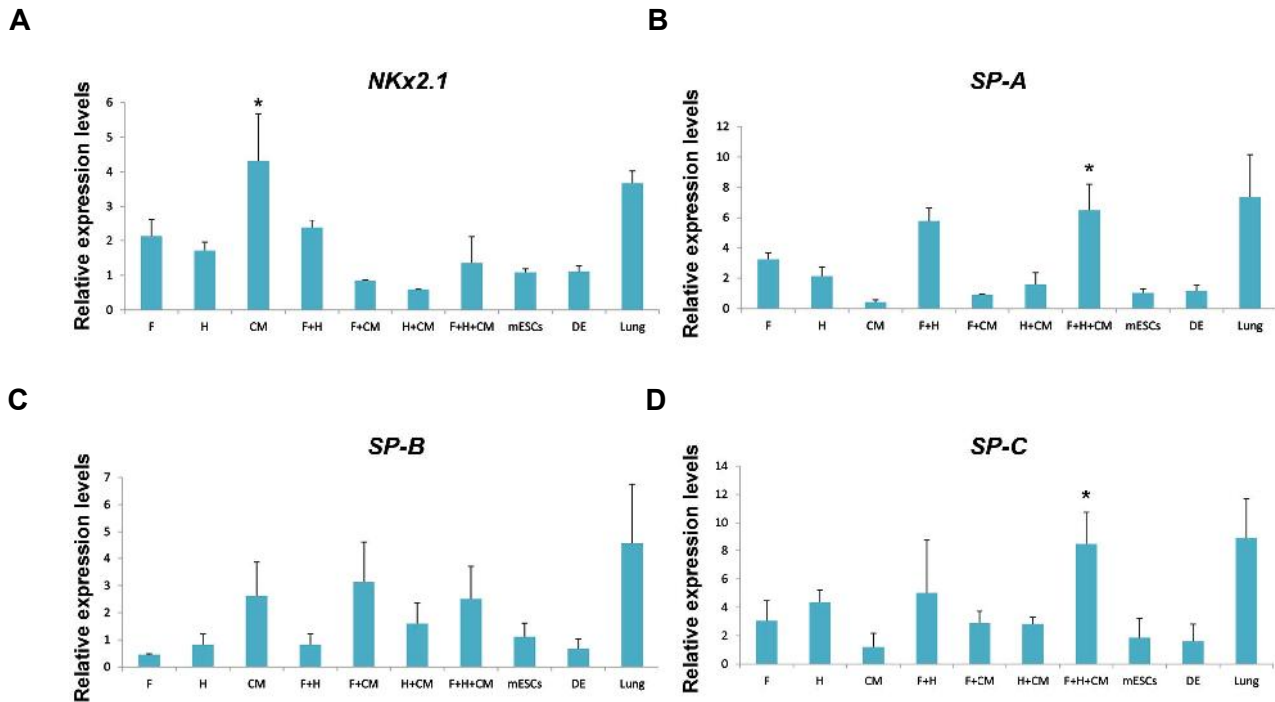 A
NKx2.1
Relative expression levels
6
5
4
3
2
1
0
*
F H CM F+H F+CM H+CM F+H+CM mESCs DE Lung
B
SP-A
Relative expression levels
12
10
8
6
4
2
0
*
F H CM F+H F+CM H+CM F+H+CM mESCs DE Lung
C
SP-B
Relative expression levels
7
6
5
4
3
2
1
0
F H CM F+H F+CM H+CM F+H+CM mESCs DE Lung
D
SP-C
Relative expression levels
14
12
10
8
6
4
2
0
*
F H CM F+H F+CM H+CM F+H+CM mESCs DE Lung